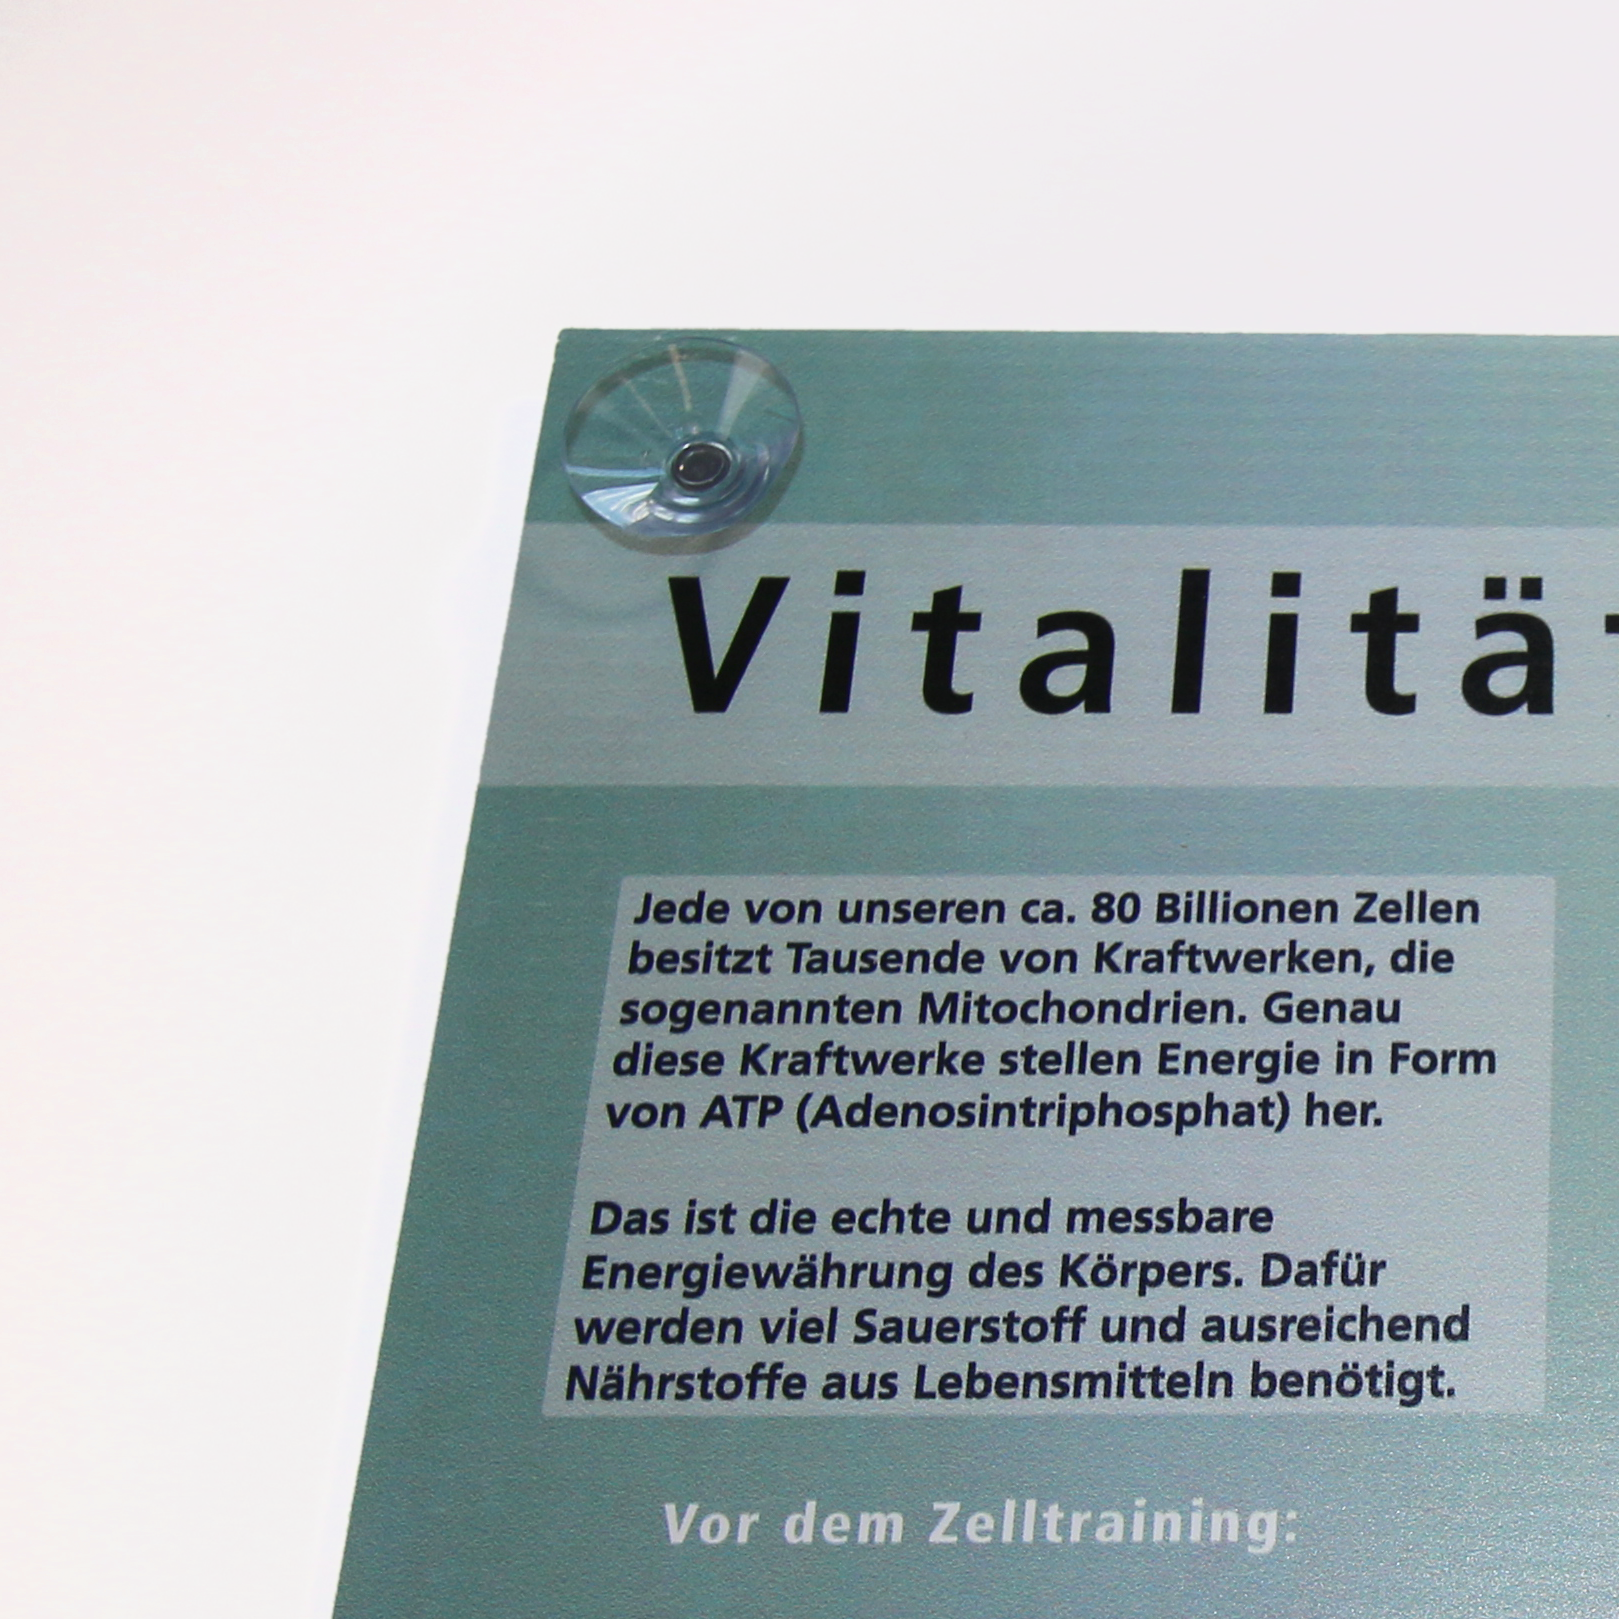 Vitalitä
Jede von unseren ca. 80 Billionen Zellen
besitzt Tausende von Kraftwerken, die
sogenannten Mitochondrien. Genau
diese Kraftwerke stellen Energie in Form
von ATP (Adenosintriphosphat) her.
Das ist die echte und messbare
Energiewährung des Körpers. Dafür
werden viel Sauerstoff und ausreichend
Nährstoffe aus Lebensmitteln benötigt.
Vor dem Zelltraining: